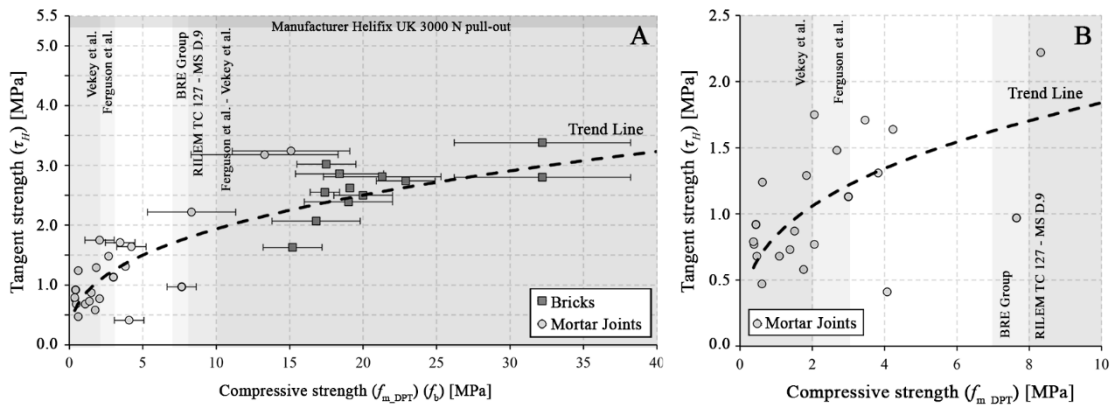 Manufacturer Helifix UK 3000 N pull-out
A
5.5
5.0
4.0
3.0
2.0
1.0
0.0
Tangent strength (τH) [MPa]
Vekey et al.
Ferguson et al.
BRE Group
RILEM TC 127 - MS D.9
Ferguson et al. - Vekey et al.
Trend Line
Bricks
Mortar Joints
0 5 10 15 20 25 30 35 40
Compressive strength (fm_DPT) (fb) [MPa]
B
2.5
2.0
1.5
1.0
0.5
0.0
Tangent strength (τH) [MPa]
Vekey et al.
Ferguson et al.
Trend Line
BRE Group
RILEM TC 127 - MS D.9
Mortar Joints
0 2 4 6 8 10
Compressive strength (fm_DPT) [MPa]